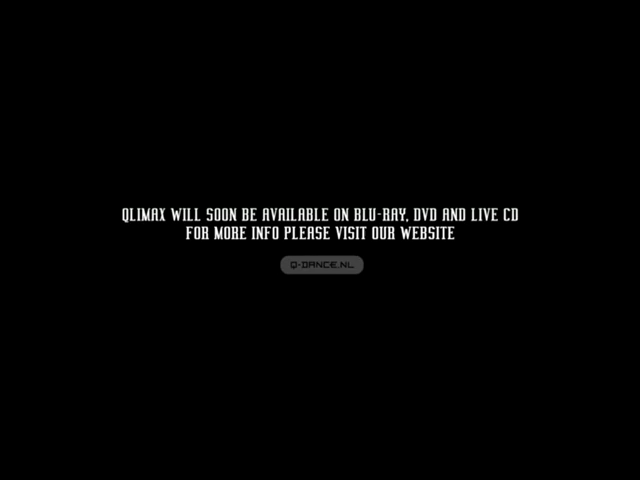 QLIMAX WILL SOON BE AVAILABLE ON BLU-RAY, DVD AND LIVE CD
FOR MORE INFO PLEASE VISIT OUR WEBSITE
Q-DANCE.NL